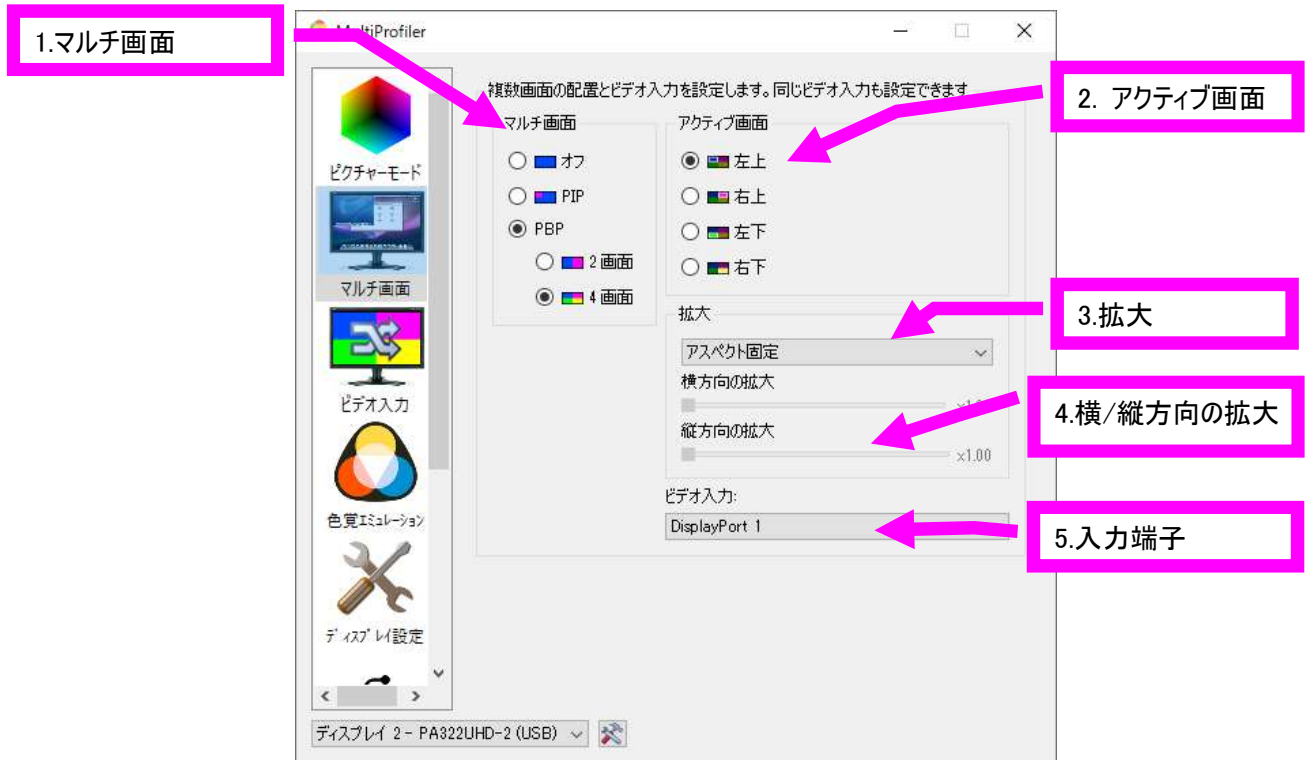 1.マルチ画面
MultiProfiler
複数画面の配置とビデオ入力を設定します。同じビデオ入力も設定できます
2. アクティブ画面
マルチ画面
オフ
PIP
PBP
2 画面
4 画面
アクティブ画面
左上
右上
左下
右下
拡大
アスペクト固定
横方向の拡大
縦方向の拡大
x1.00
3.拡大
4.横/縦方向の拡大
ビデオ入力:
DisplayPort 1
5.入力端子
ピクチャーモード
マルチ画面
ビデオ入力
色覚エミュレーション
ディスプレイ設定
ディスプレイ 2 - PA322UHD-2 (USB)